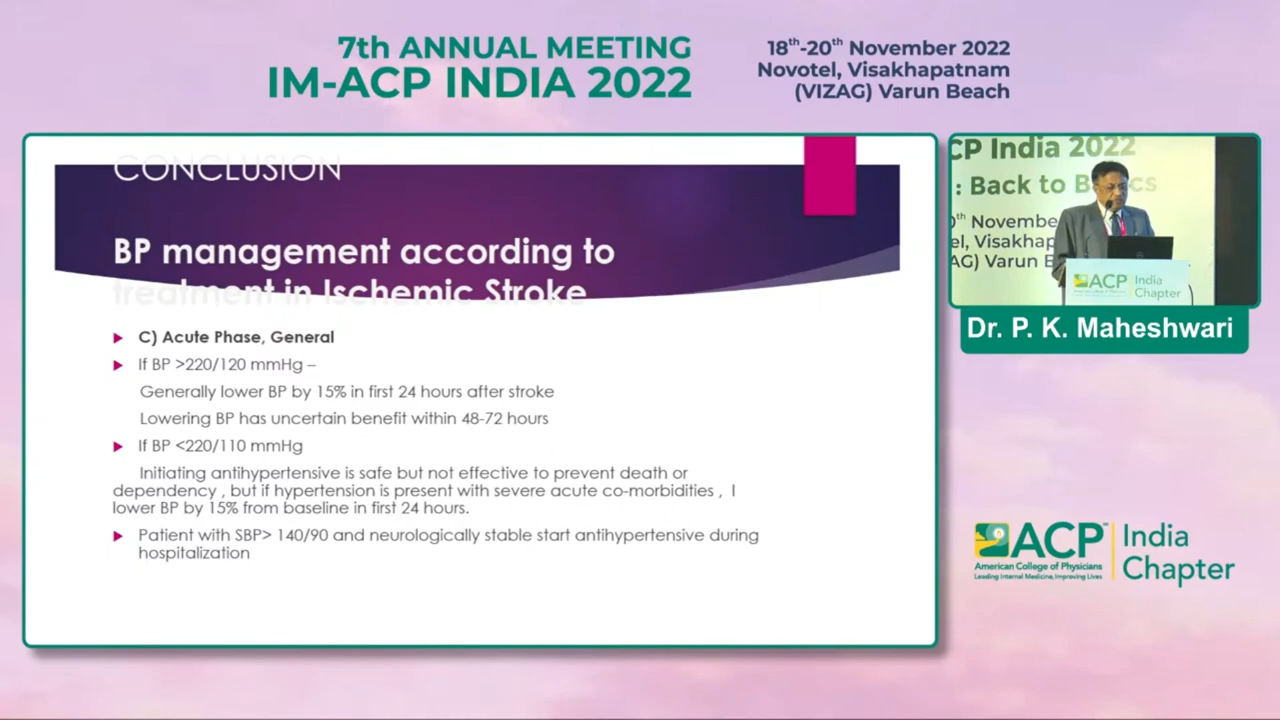 7th ANNUAL MEETING
IM-ACP INDIA 2022
18th-20th November 2022
Novotel, Visakhapatnam
(VIZAG) Varun Beach
CONCLUSION
BP management according to
treatment in Ischemic Stroke
C) Acute Phase, General
If BP >220/120 mmHg –
Generally lower BP by 15% in first 24 hours after stroke
Lowering BP has uncertain benefit within 48-72 hours
If BP <220/110 mmHg
Initiating antihypertensive is safe but not effective to prevent death or
dependency , but if hypertension is present with severe acute co-morbidities , l
lower BP by 15% from baseline in first 24 hours.
Patient with SBP> 140/90 and neurologically stable start antihypertensive during
hospitalization
CP India 2022
: Back to B cs
th Novembe
el, Visakhap
AG) Varun B
ACP India
Chapter
Dr. P. K. Maheshwari
ACP™
American College of Physicians
Leading Internal Medicine, Improving Lives
India
Chapter